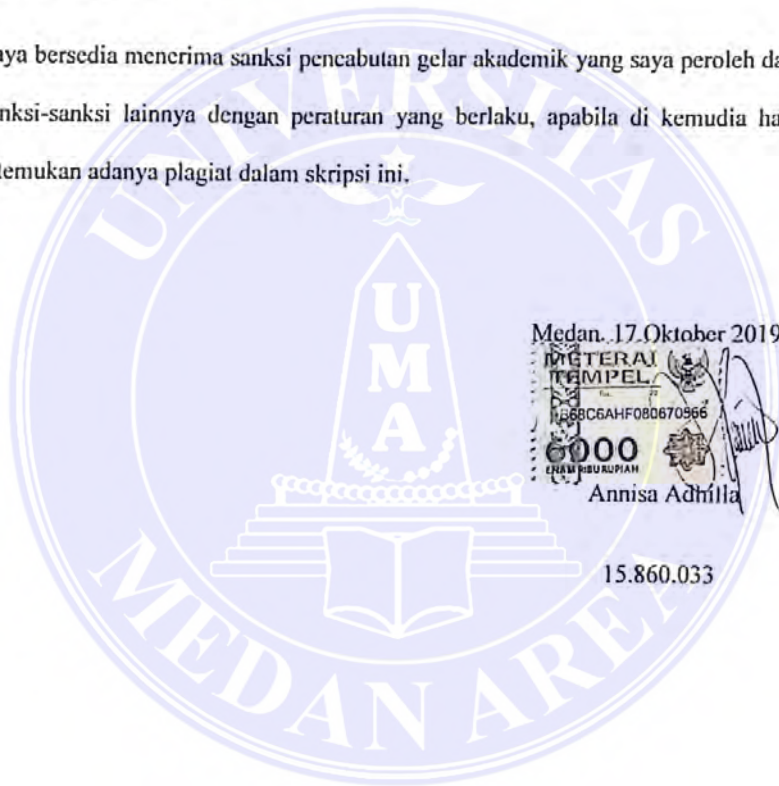 aya bersedia menerima sanksi pencabutan gelar akademik yang saya peroleh da
nksi-sanksi lainnya dengan peraturan yang berlaku, apabila di kemudia ha
lemukan adanya plagiat dalam skripsi ini.
UNIVERSITAS
UMA
MEDAN AREA
Medan, 17 Oktober 2019
METERAI
TEMPEL
B68C6AHF080670866
6000
ENAM RIBU RUPIAH
Annisa Adhilla
15.860.033